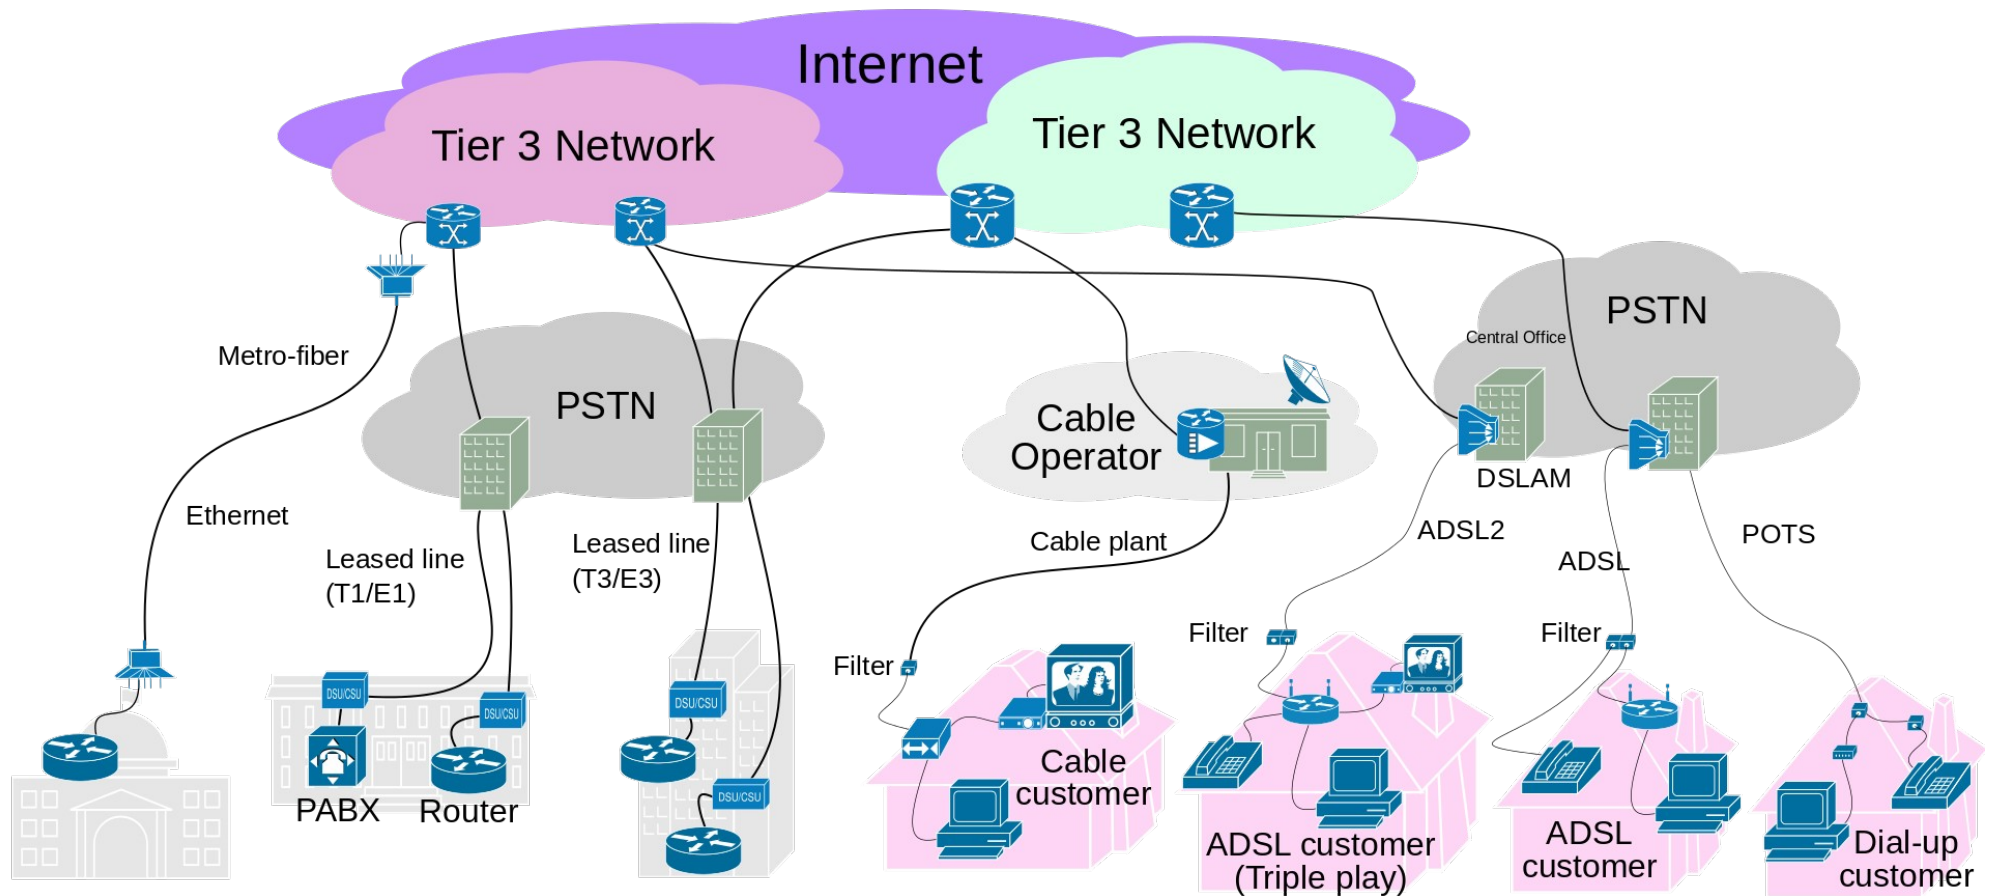 Internet
Tier 3 Network
Tier 3 Network
PSTN
Central Office
Metro-fiber
PSTN
Cable
Operator
DSLAM
Ethernet
Leased line
(T1/E1)
Leased line
(T3/E3)
Cable plant
ADSL2
ADSL
POTS
Filter
Filter
Filter
DSU/CSU
DSU/CSU
DSU/CSU
DSU/CSU
PABX
Router
Cable
customer
ADSL customer
(Triple play)
ADSL
customer
Dial-up
customer